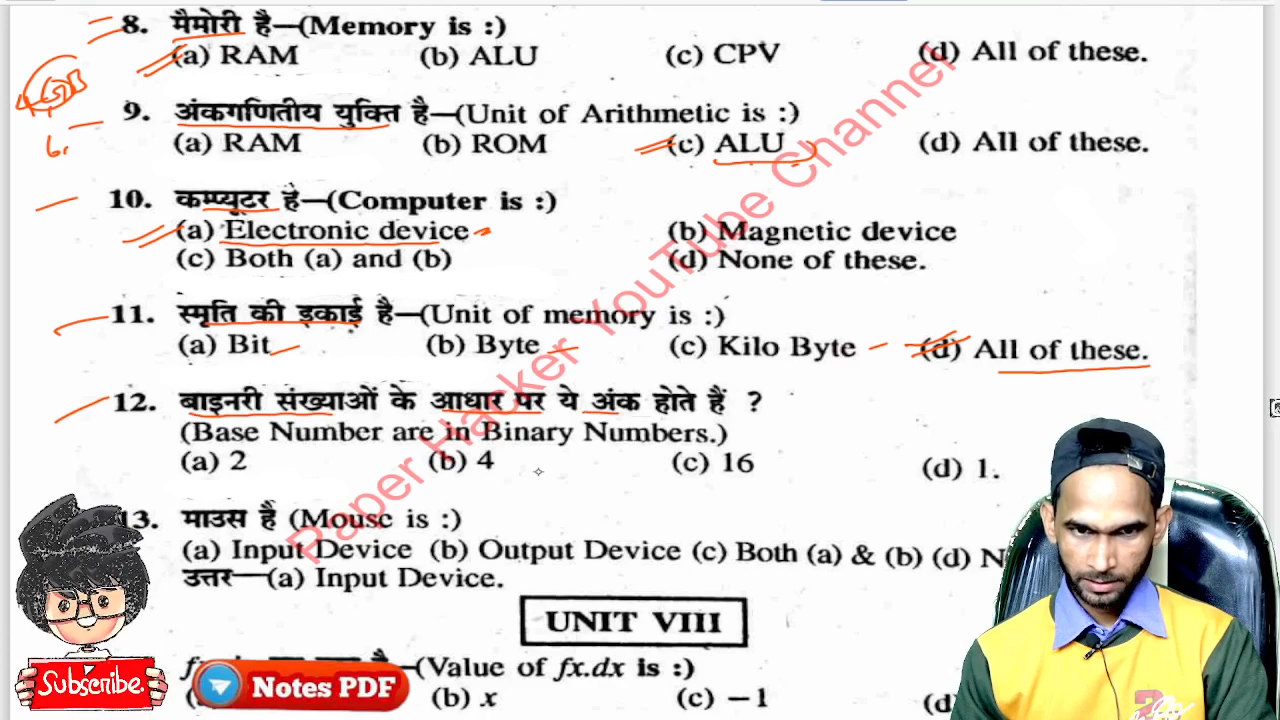 8. मैमोरी है—(Memory is :)
(a) RAM (b) ALU (c) CPV (d) All of these.
9. अंकगणितीय युक्ति है—(Unit of Arithmetic is :)
(a) RAM (b) ROM (c) ALU (d) All of these.
10. कम्प्यूटर है—(Computer is :)
(a) Electronic device (b) Magnetic device
(c) Both (a) and (b) (d) None of these.
11. स्मृति की इकाई है—(Unit of memory is :)
(a) Bit (b) Byte (c) Kilo Byte (d) All of these.
12. बाइनरी संख्याओं के आधार पर ये अंक होते हैं ?
(Base Number are in Binary Numbers.)
(a) 2 (b) 4 (c) 16 (d) 1.
13. माउस है (Mouse is :)
(a) Input Device (b) Output Device (c) Both (a) & (b) (d) N
उत्तर—(a) Input Device.
UNIT VIII
(Value of fx.dx is :)
(b) x (c) −1 (d)
Paper Hacker YouTube Channel
Subscribe.
Notes PDF